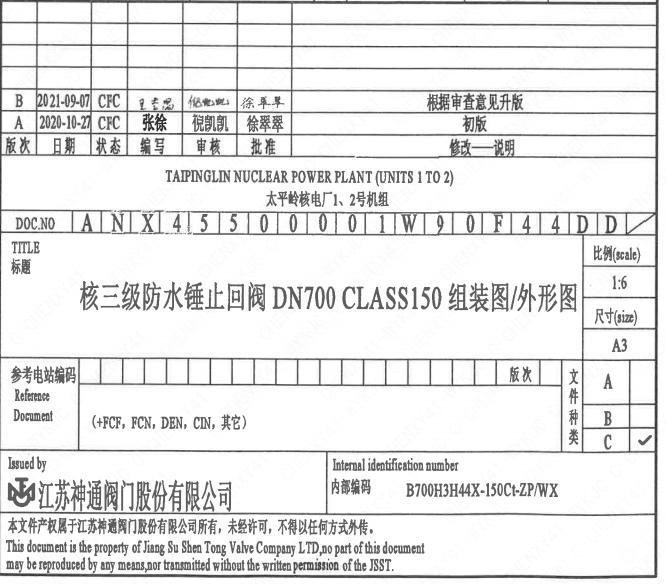 B 2021-09-07 CFC 根据审查意见升版
A 2020-10-27 CFC 张徐 倪凯凯 徐翠翠 初版
版次 日期 状态 编写 审核 批准 修改——说明
TAIPINGLIN NUCLEAR POWER PLANT (UNITS 1 TO 2)
太平岭核电厂1、2号机组
DOC.NO A N X 4 5 5 0 0 0 0 1 W 9 0 F 4 4 D D
TITLE
标题
核三级防水锤止回阀 DN700 CLASS150 组装图/外形图
比例(scale)
1:6
尺寸(size)
A3
参考电站编码
Reference
Document
版次
(+FCF, FCN, DEN, CIN, 其它)
文件种类
A
B
C ✓
Issued by
江苏神通阀门股份有限公司
Internal identification number
内部编码 B700H3H44X-150Ct-ZP/WX
本文件产权属于江苏神通阀门股份有限公司所有，未经许可，不得以任何方式外传。
This document is the property of Jiang Su Shen Tong Valve Company LTD,no part of this document
may be reproduced by any means,nor transmitted without the written permission of the JSST.